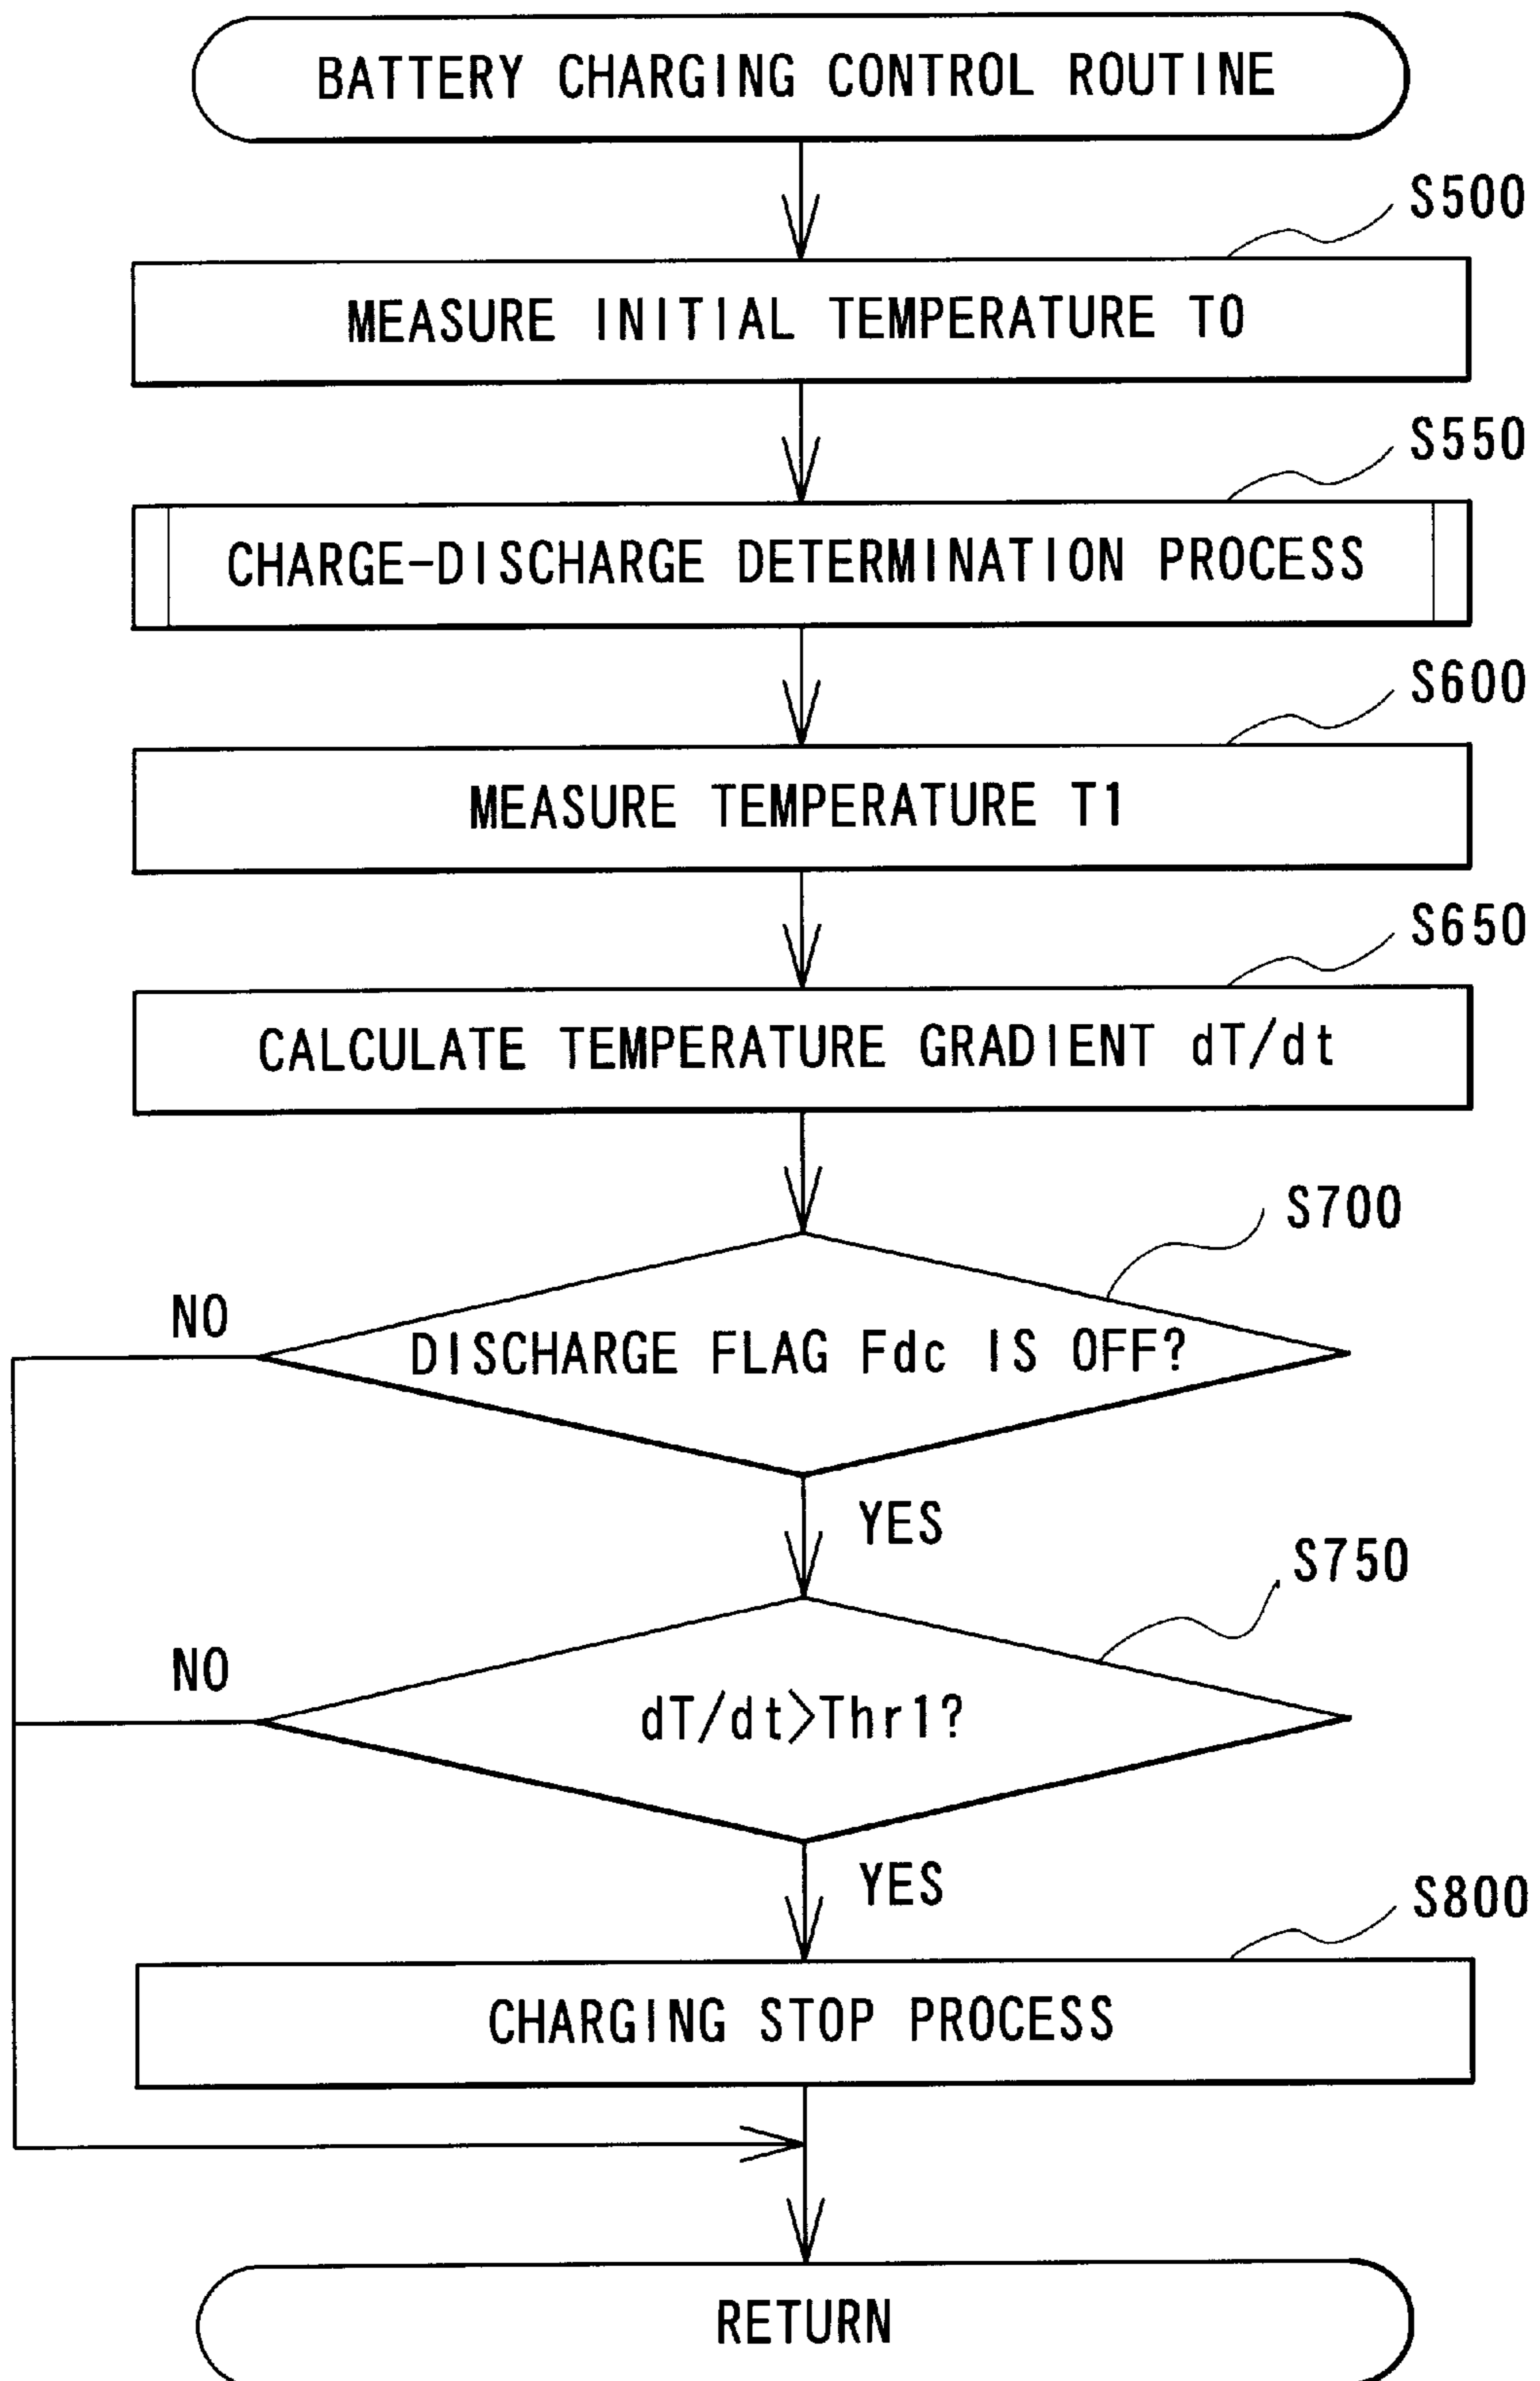 BATTERY CHARGING CONTROL ROUTINE
S500
MEASURE INITIAL TEMPERATURE T0
S550
CHARGE-DISCHARGE DETERMINATION PROCESS
S600
MEASURE TEMPERATURE T1
S650
CALCULATE TEMPERATURE GRADIENT dT/dt
S700
NO
DISCHARGE FLAG Fdc IS OFF?
YES
S750
NO
dT/dt>Thr1?
YES
S800
CHARGING STOP PROCESS
RETURN